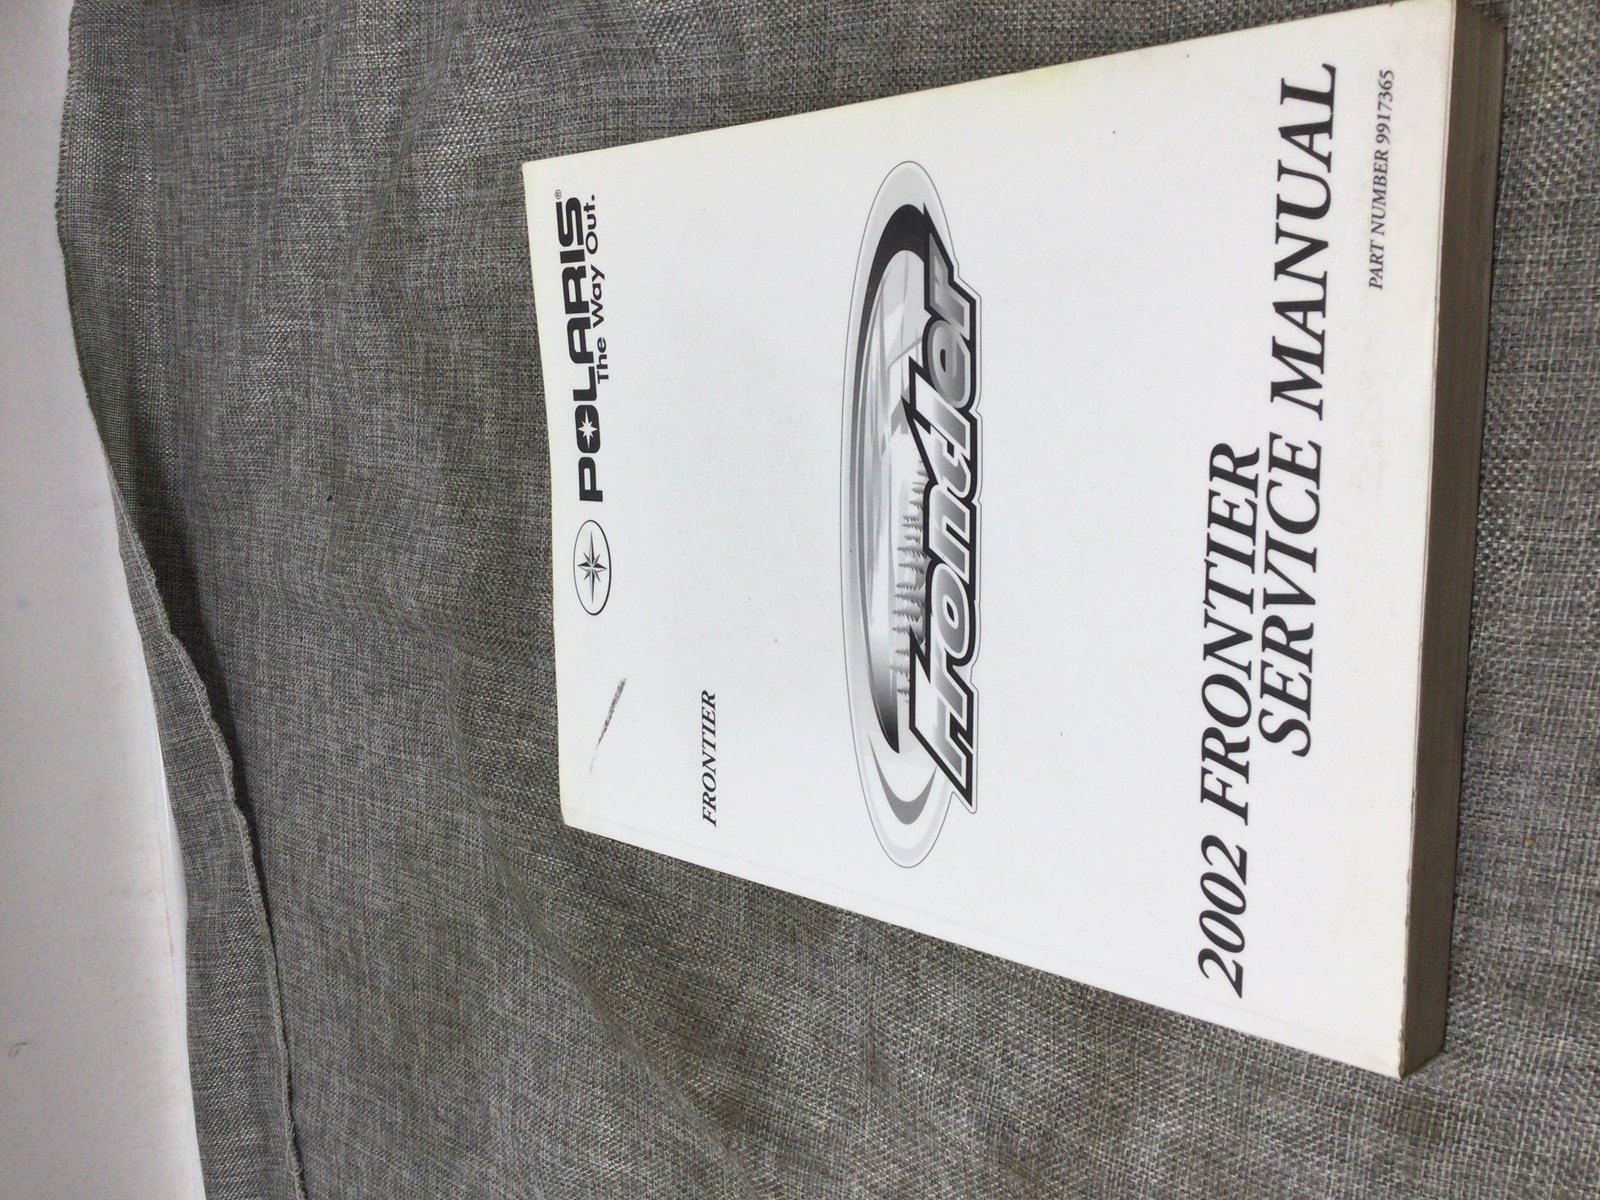 POLARIS®
The Way Out.
FRONTIER
Frontier
2002 FRONTIER
SERVICE MANUAL
PART NUMBER 9917365